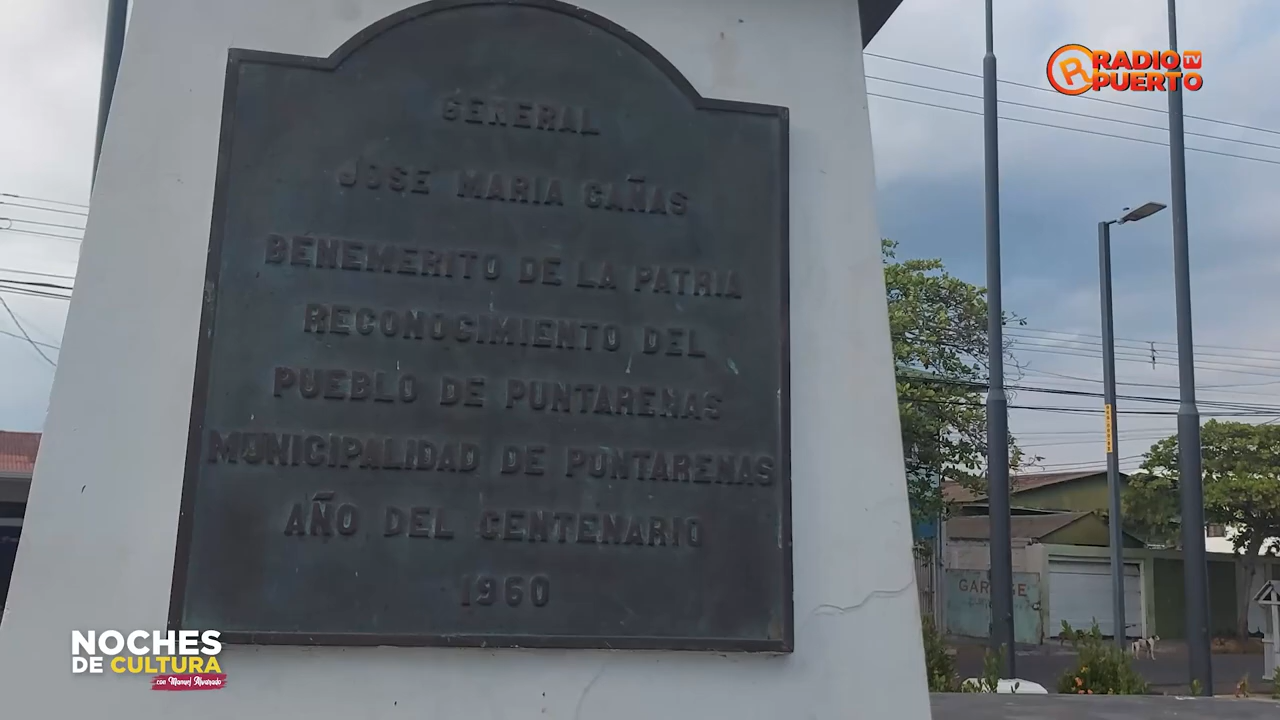 GENERAL
JOSE MARIA CAÑAS
BENEMERITO DE LA PATRIA
RECONOCIMIENTO DEL
PUEBLO DE PUNTARENAS
MUNICIPALIDAD DE PUNTARENAS
AÑO DEL CENTENARIO
1960
RADIO TV
PUERTO
GARAGE
NOCHES
DE CULTURA
con Manuel Alvarado